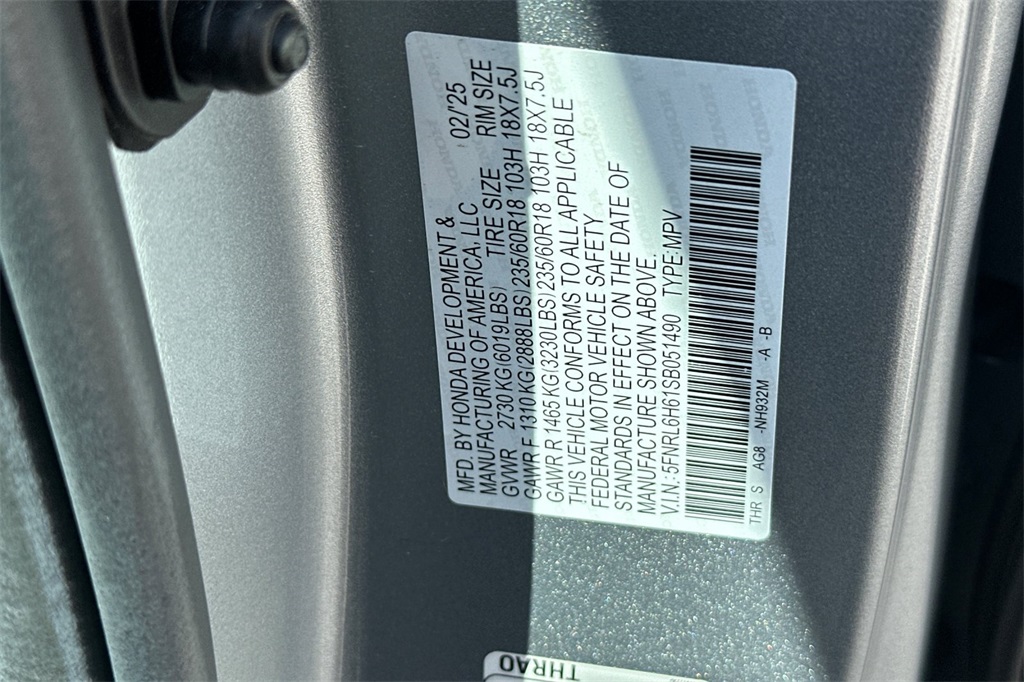 MFD. BY HONDA DEVELOPMENT & 02/'25
MANUFACTURING OF AMERICA, LLC
GVWR 2730 KG(6019LBS) TIRE SIZE RIM SIZE
GAWR F 1310 KG(2888LBS) 235/60R18 103H 18X7.5J
GAWR R 1465 KG(3230LBS) 235/60R18 103H 18X7.5J
THIS VEHICLE CONFORMS TO ALL APPLICABLE
FEDERAL MOTOR VEHICLE SAFETY
STANDARDS IN EFFECT ON THE DATE OF
MANUFACTURE SHOWN ABOVE.
V.I.N.:5FNRL6H61SB051490 TYPE:MPV
THR S AG8 -NH932M -A -B
THRA0